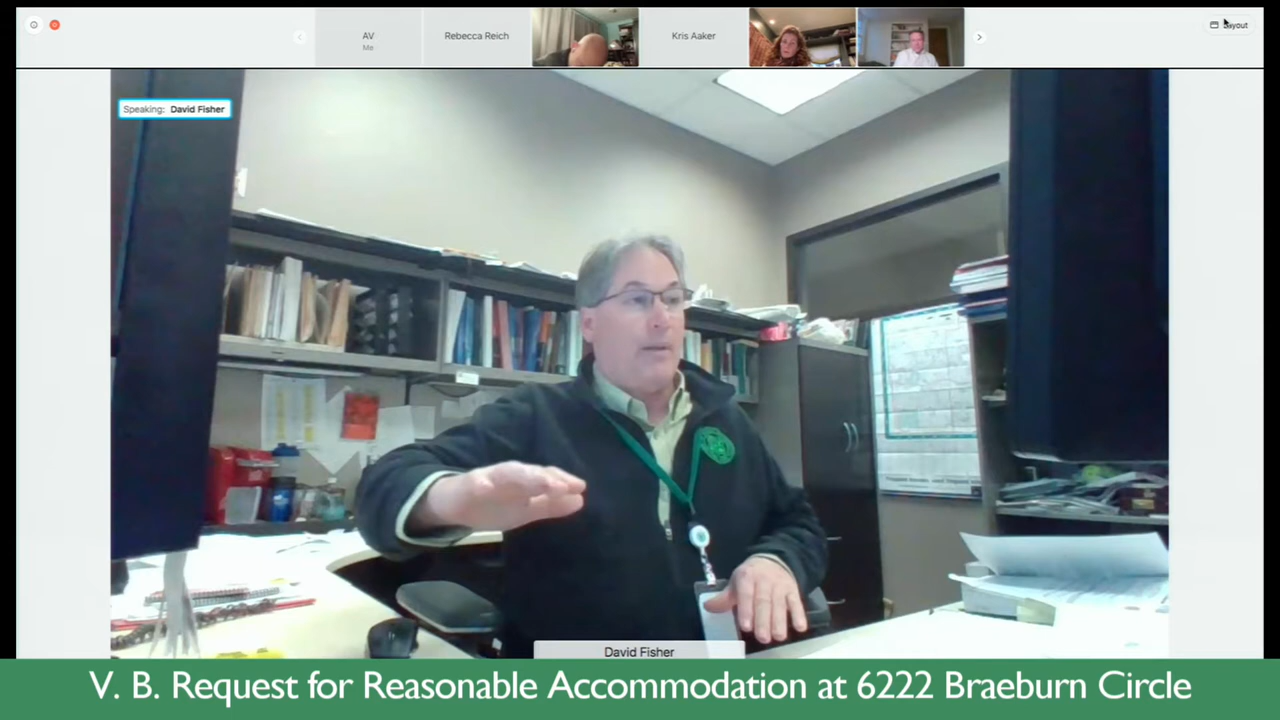 AV
Me
Rebecca Reich
Kris Aaker
Speaking: David Fisher
David Fisher
V. B. Request for Reasonable Accommodation at 6222 Braeburn Circle